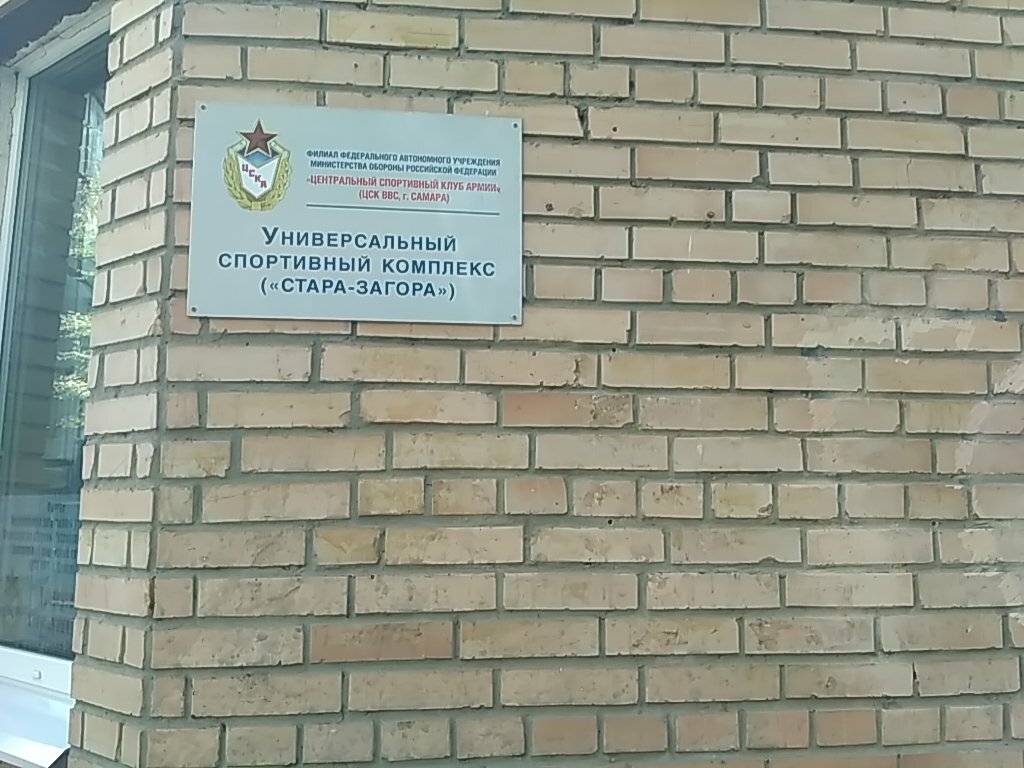 ЦСКА
ФИЛИАЛ ФЕДЕРАЛЬНОГО АВТОНОМНОГО УЧРЕЖДЕНИЯ
МИНИСТЕРСТВА ОБОРОНЫ РОССИЙСКОЙ ФЕДЕРАЦИИ
«ЦЕНТРАЛЬНЫЙ СПОРТИВНЫЙ КЛУБ АРМИИ»
(ЦСК ВВС, г. САМАРА)
УНИВЕРСАЛЬНЫЙ
СПОРТИВНЫЙ КОМПЛЕКС
(«СТАРА-ЗАГОРА»)